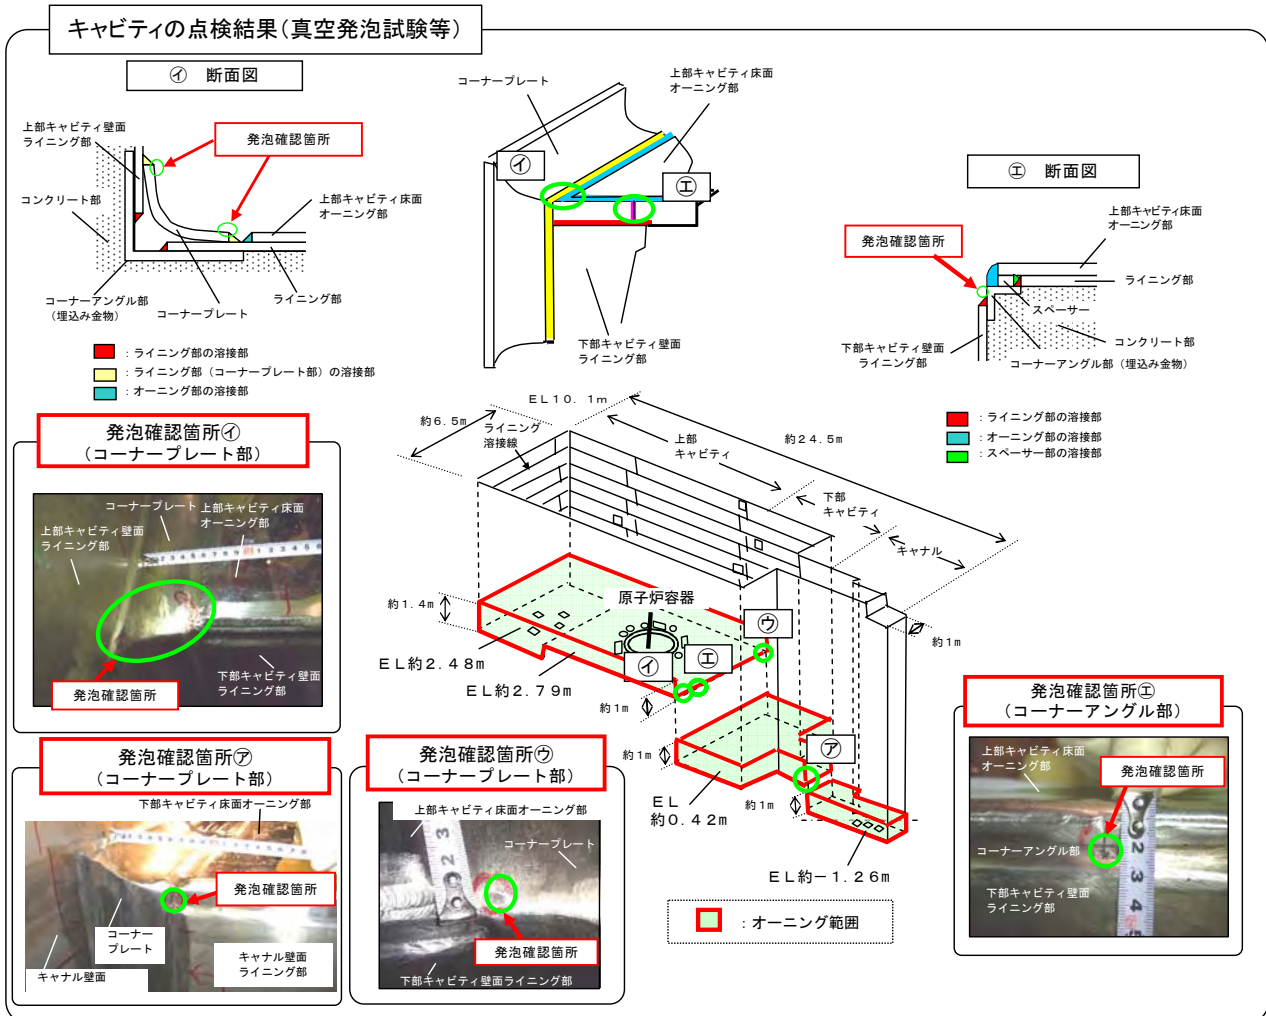 キャビティの点検結果(真空発泡試験等)
㋑ 断面図
上部キャビティ壁面
ライニング部
発泡確認箇所
コンクリート部
上部キャビティ床面
オーニング部
コーナーアングル部
(埋込み金物)
コーナープレート
ライニング部
:ライニング部の溶接部
:ライニング部(コーナープレート部)の溶接部
:オーニング部の溶接部
コーナープレート
上部キャビティ床面
オーニング部
㋑
㋓
下部キャビティ壁面
ライニング部
㋓ 断面図
上部キャビティ床面
オーニング部
発泡確認箇所
ライニング部
スペーサー
コンクリート部
下部キャビティ壁面
ライニング部
コーナーアングル部(埋込み金物)
:ライニング部の溶接部
:オーニング部の溶接部
:スペーサー部の溶接部
EL10.1m
約6.5m
ライニング
溶接線
上部
キャビティ
約24.5m
下部
キャビティ
キャナル
約1.4m
原子炉容器
㋒
㋑
㋓
約1m
EL約2.48m
EL約2.79m
約1m
約1m
㋐
EL
約0.42m
約1m
EL約-1.26m
:オーニング範囲
発泡確認箇所㋑
(コーナープレート部)
コーナープレート
上部キャビティ床面
オーニング部
上部キャビティ壁面
ライニング部
下部キャビティ壁面
ライニング部
発泡確認箇所
発泡確認箇所㋐
(コーナープレート部)
下部キャビティ床面オーニング部
発泡確認箇所
コーナー
プレート
キャナル壁面
キャナル壁面
ライニング部
発泡確認箇所㋒
(コーナープレート部)
上部キャビティ床面オーニング部
コーナープレート
発泡確認箇所
下部キャビティ壁面ライニング部
発泡確認箇所㋓
(コーナーアングル部)
上部キャビティ床面
オーニング部
発泡確認箇所
コーナーアングル部
下部キャビティ壁面
ライニング部